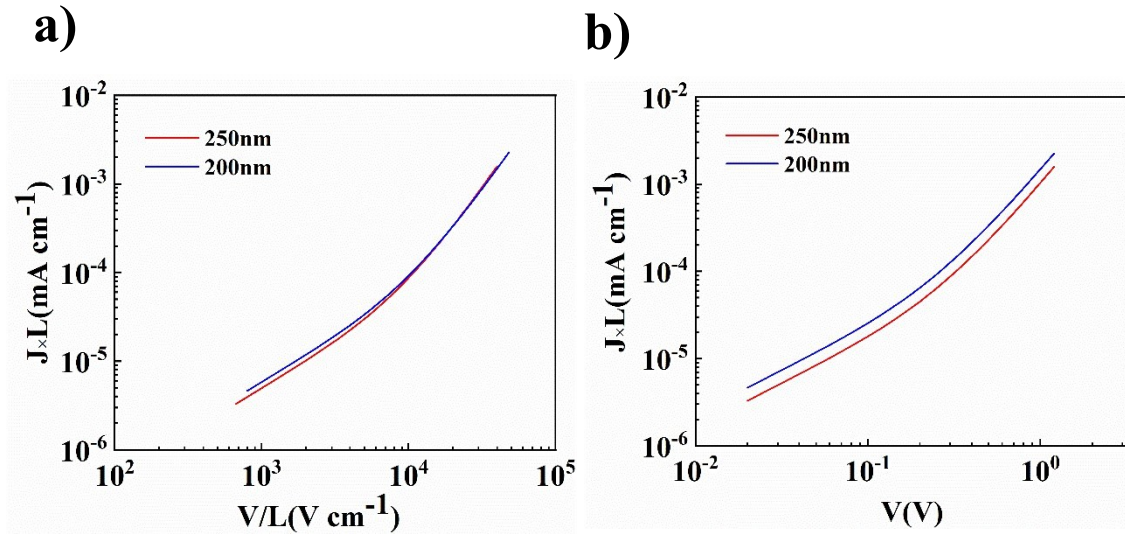 a)
10⁻²
10⁻³
10⁻⁴
10⁻⁵
10⁻⁶
J×L(mA cm⁻¹)
250nm
200nm
10² 10³ 10⁴ 10⁵
V/L(V cm⁻¹)
b)
10⁻²
10⁻³
10⁻⁴
10⁻⁵
10⁻⁶
J×L(mA cm⁻¹)
250nm
200nm
10⁻² 10⁻¹ 10⁰
V(V)